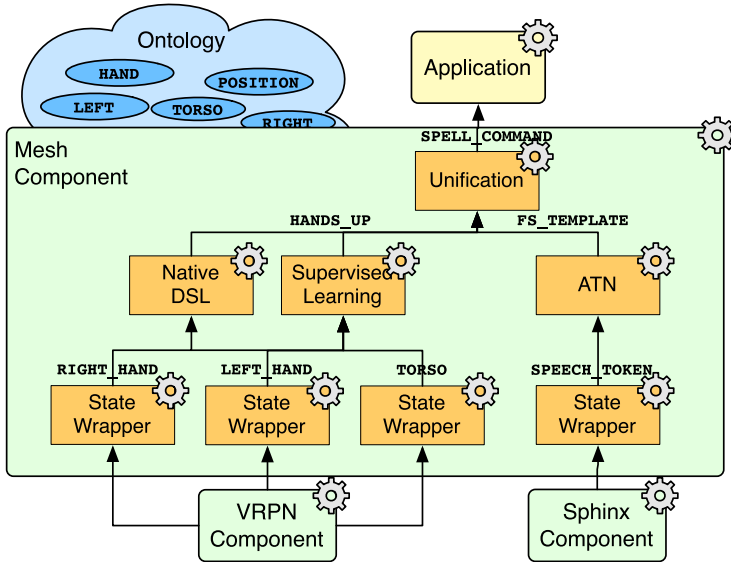 Ontology
HAND
POSITION
LEFT
TORSO
RIGHT
Application
SPELL_COMMAND
Mesh
Component
Unification
HANDS_UP
FS_TEMPLATE
Native
DSL
Supervised
Learning
ATN
RIGHT_HAND
LEFT_HAND
TORSO
SPEECH_TOKEN
State
Wrapper
State
Wrapper
State
Wrapper
State
Wrapper
VRPN
Component
Sphinx
Component